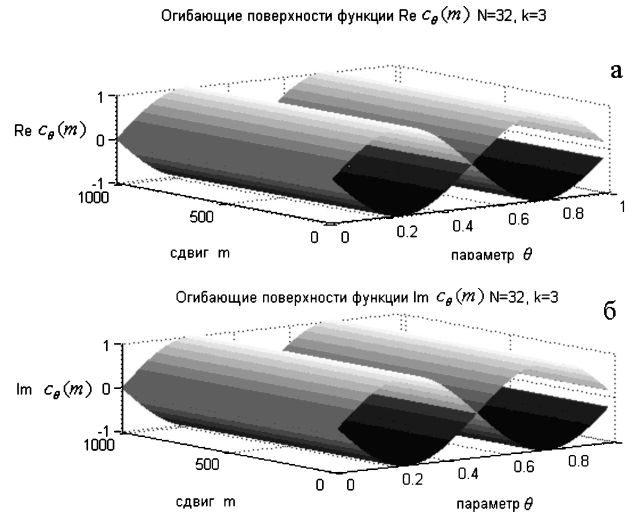 Огибающие поверхности функции Re c_θ(m) N=32, k=3
а
1
Re c_θ(m) 0
-1
1000
500
0
0
0.2
0.4
0.6
0.8
1
сдвиг m
параметр θ
Огибающие поверхности функции Im c_θ(m) N=32, k=3
б
1
Im c_θ(m) 0
-1
1000
500
0
0
0.2
0.4
0.6
0.8
сдвиг m
параметр θ